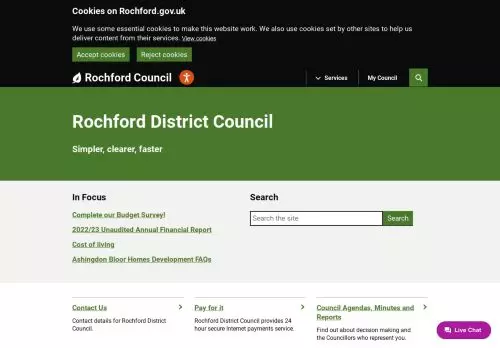 Cookies on Rochford.gov.uk
We use some essential cookies to make this website work. We also use cookies set by other sites to help us
deliver content from their services. View cookies
Accept cookies
Reject cookies
Rochford Council
Services
My Council
Rochford District Council
Simpler, clearer, faster
In Focus
Complete our Budget Survey!
2022/23 Unaudited Annual Financial Report
Cost of living
Ashingdon Bloor Homes Development FAQs
Search
Search the site
Search
Contact Us
Contact details for Rochford District
Council.
Pay for it
Rochford District Council provides 24
hour secure Internet payments service.
Council Agendas, Minutes and
Reports
Find out about decision making and
the Councillors who represent you.
Live Chat